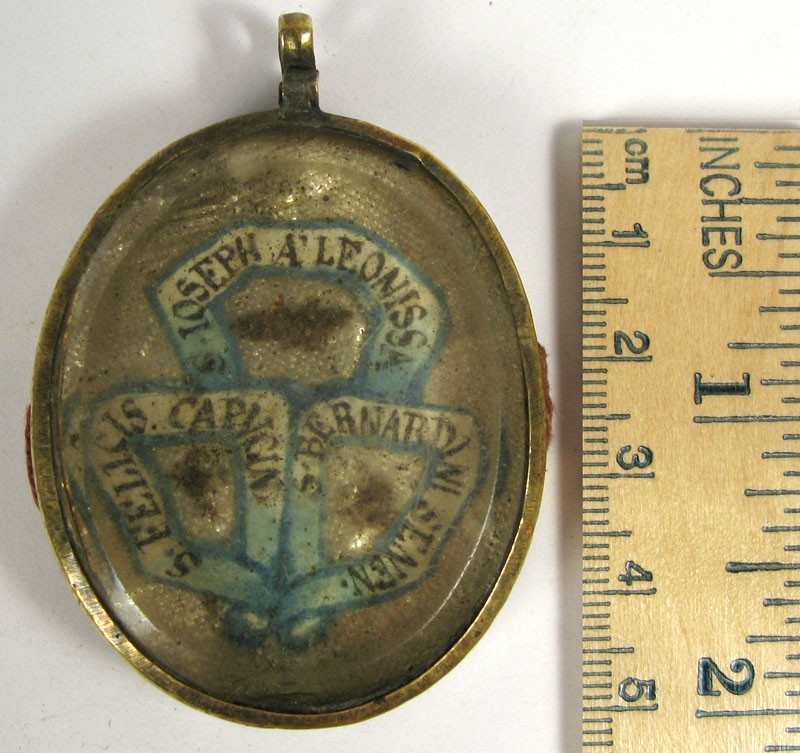 S. IOSEPH A' LEONISSA
S. FELICIS. CAPUCIN
S. BERNARDINI SENEN.
cm
1
2
3
4
5
INCHES
1
2